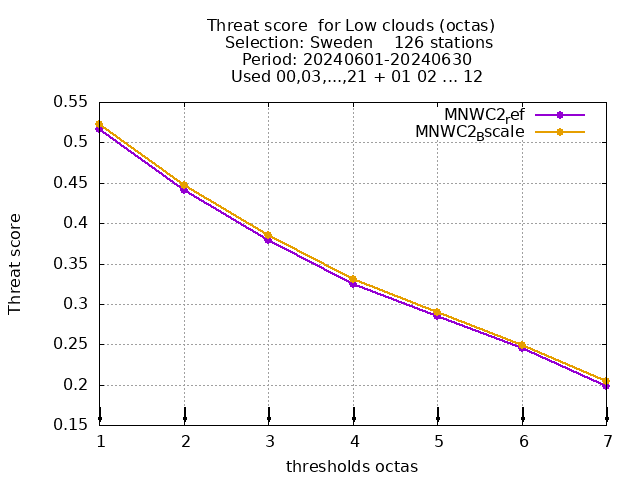 Threat score  for Low clouds (octas)
Selection: Sweden    126 stations
Period: 20240601-20240630
Used 00,03,...,21 + 01 02 ... 12
MNWC2ref
MNWC2Bscale
0.55
0.5
0.45
0.4
0.35
0.3
0.25
0.2
0.15
Threat score
1 2 3 4 5 6 7
thresholds octas